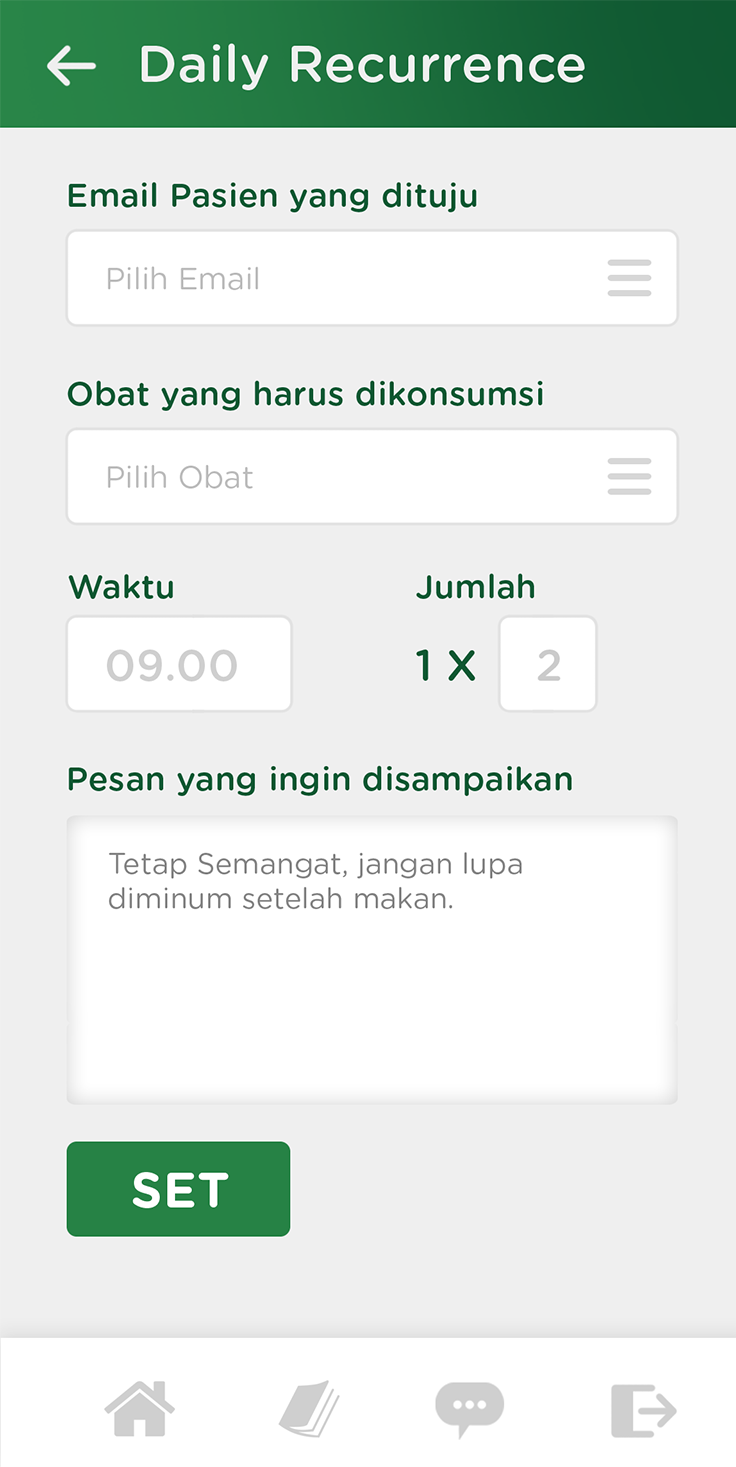 Daily Recurrence
Email Pasien yang dituju
Pilih Email
Obat yang harus dikonsumsi
Pilih Obat
Waktu
Jumlah
09.00
1 X
2
Pesan yang ingin disampaikan
Tetap Semangat, jangan lupa
diminum setelah makan.
SET